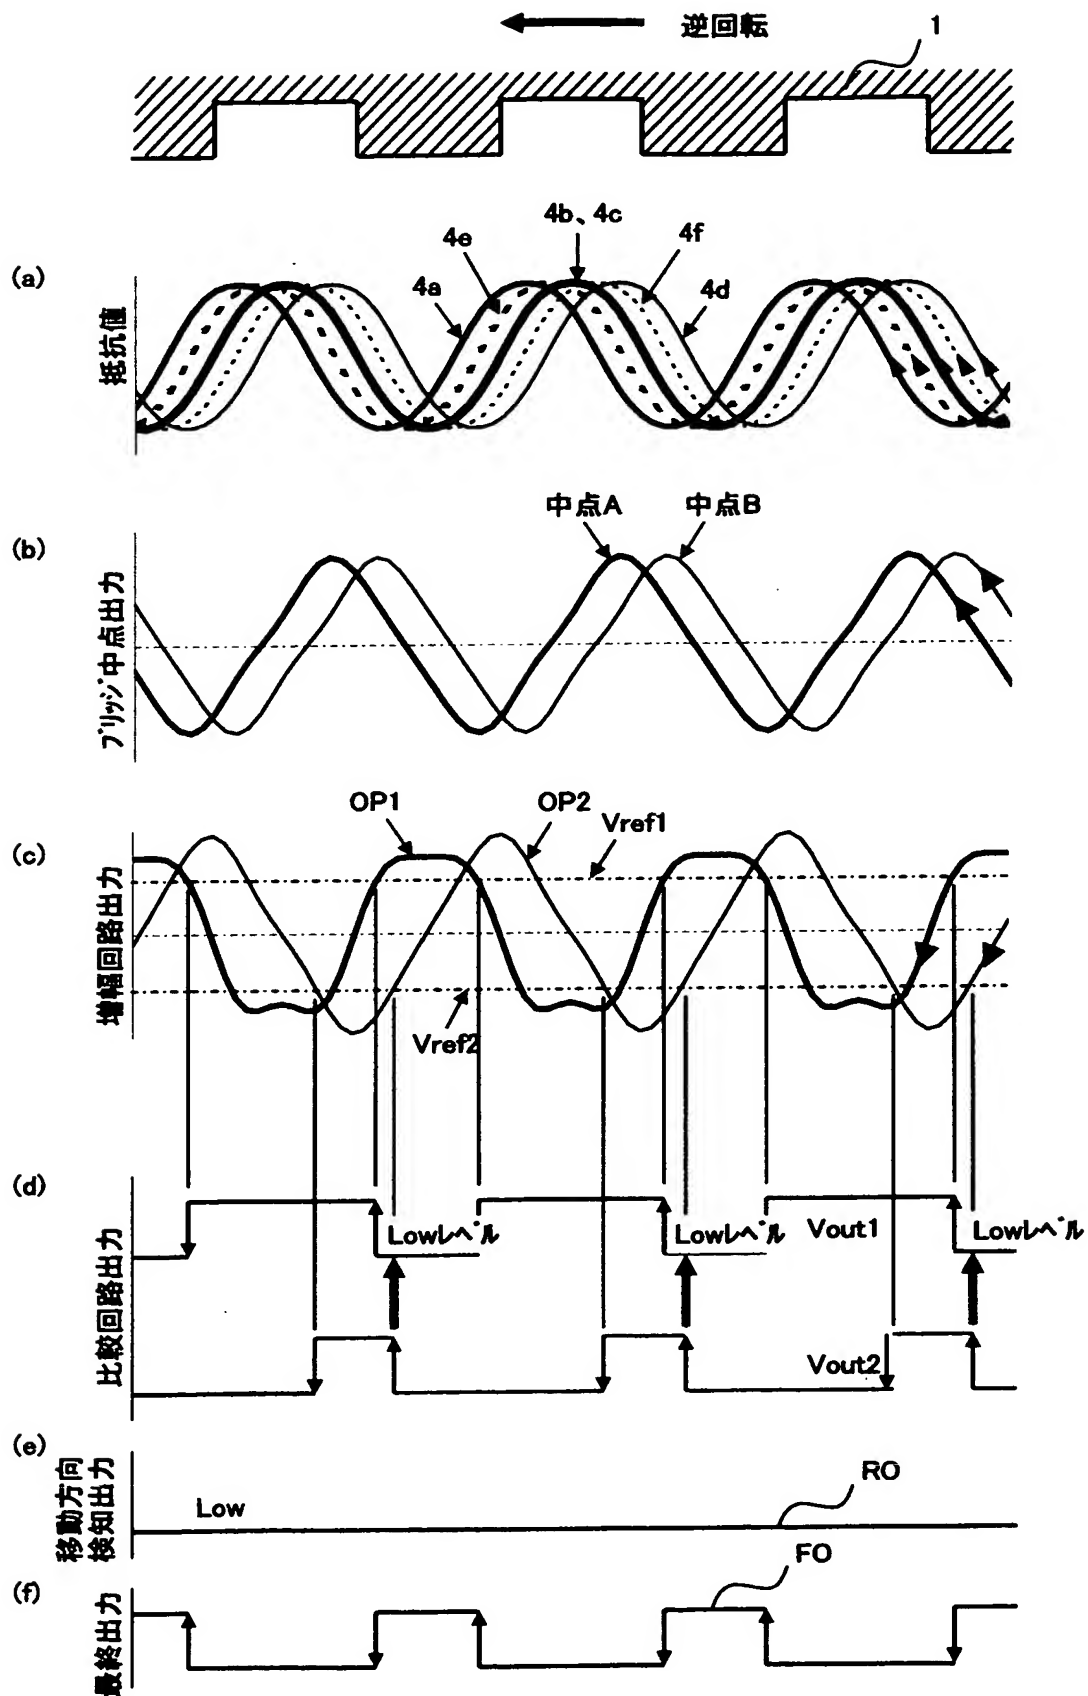 逆回転
1
(a)
抵抗値
4a
4e
4b、4c
4f
4d
(b)
ブリッジ中点出力
中点A
中点B
(c)
増幅回路出力
OP1
OP2
Vref1
Vref2
(d)
比較回路出力
Lowレベル
Lowレベル
Vout1
Lowレベル
Vout2
(e)
移動方向
検知出力
Low
RO
(f)
最終出力
FO